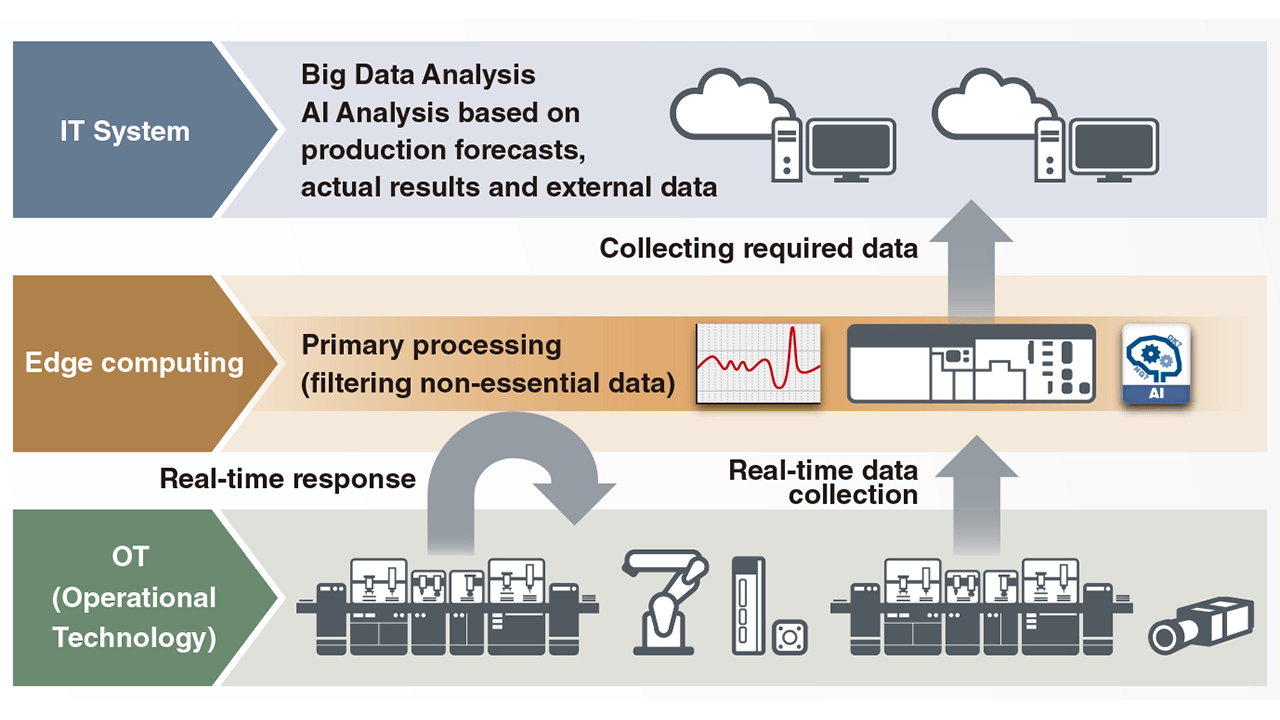 IT System
Big Data Analysis
AI Analysis based on
production forecasts,
actual results and external data
Collecting required data
Edge computing
Primary processing
(filtering non-essential data)
OK?
NG?
AI
Real-time response
Real-time data
collection
OT
(Operational
Technology)